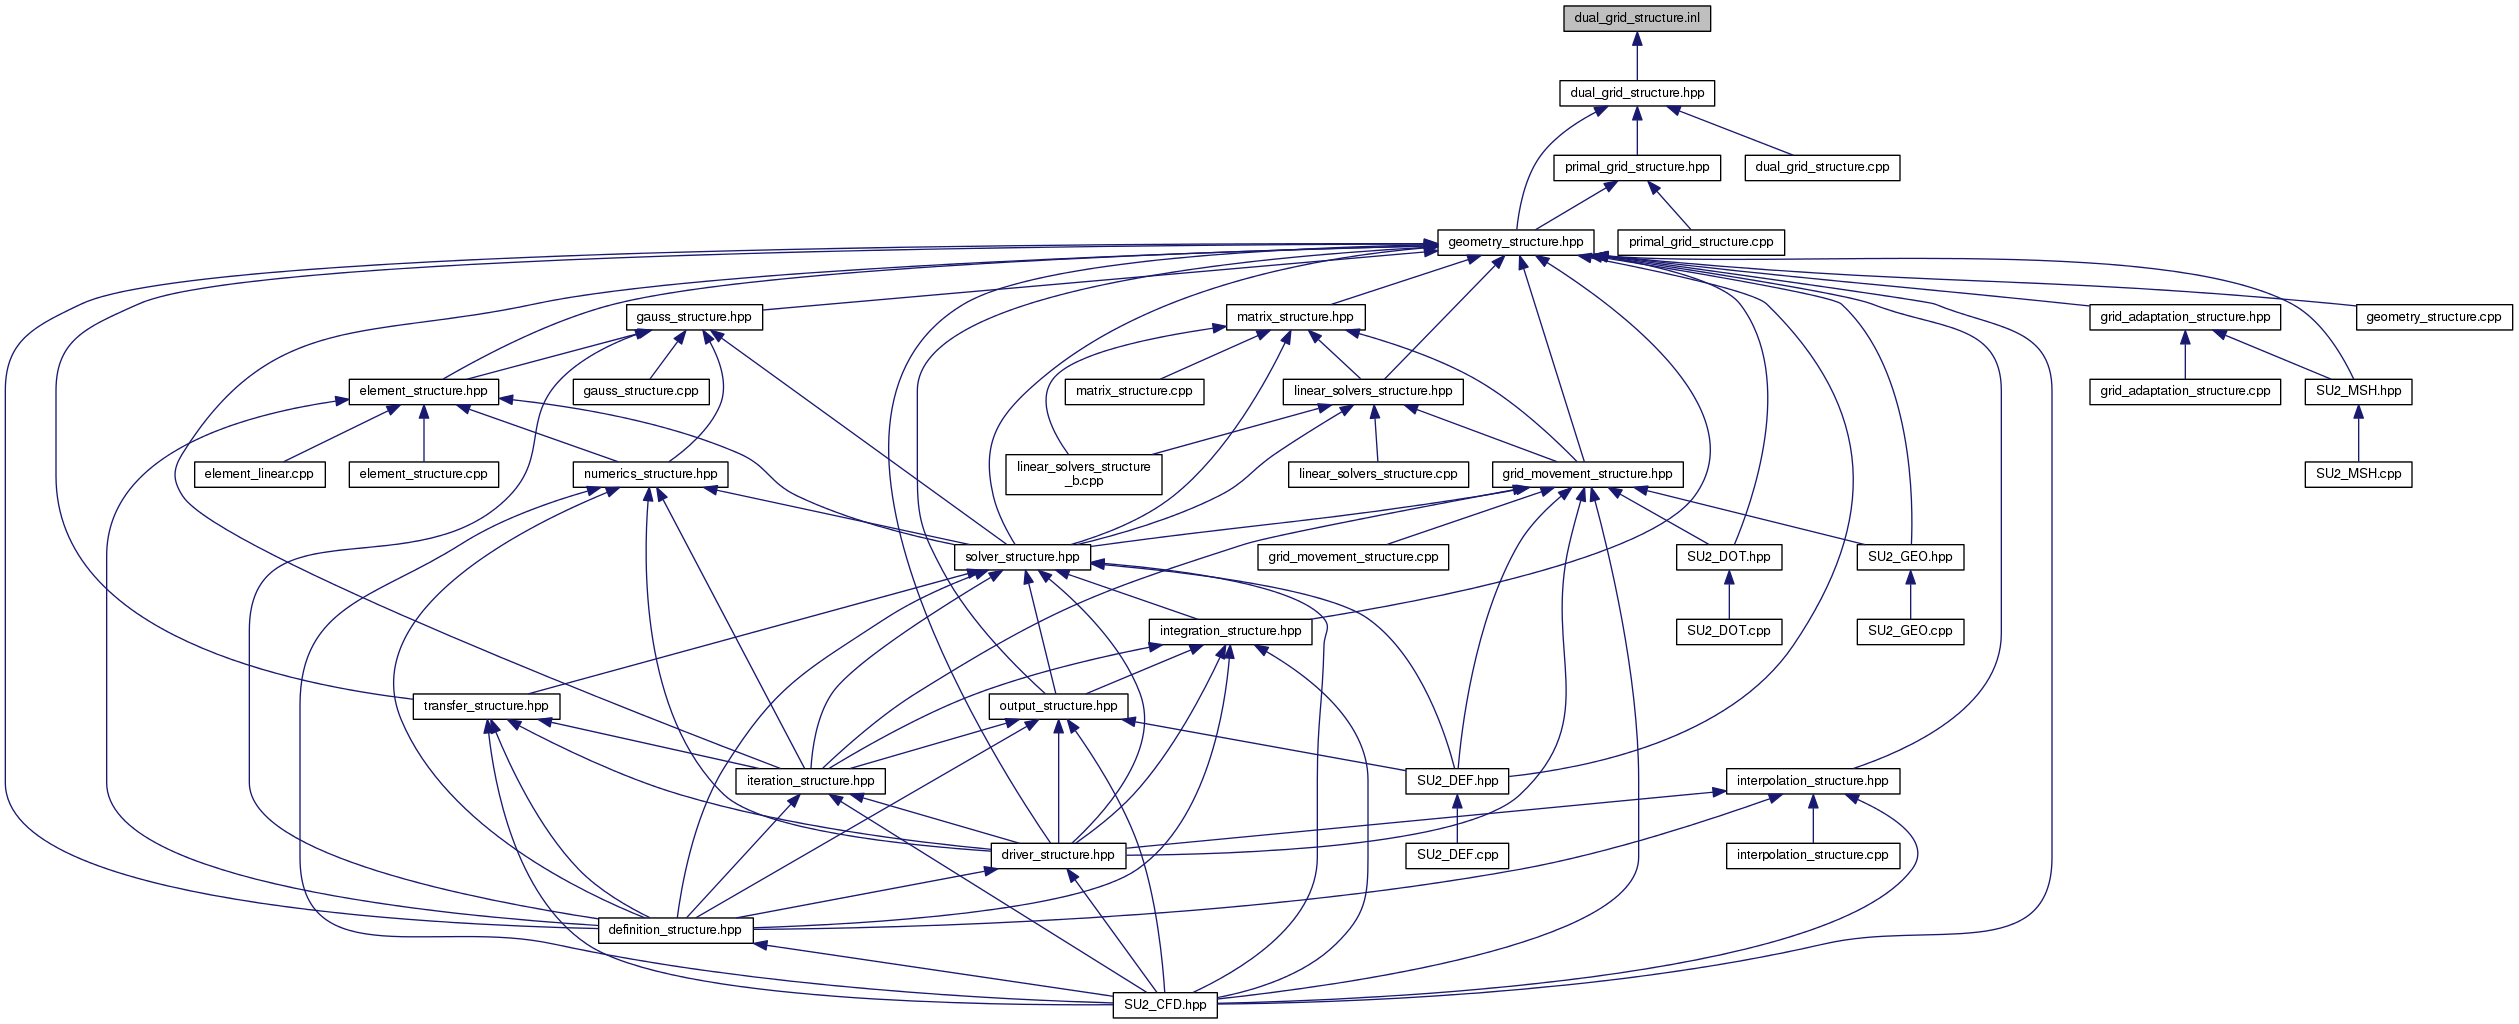 dual_grid_structure.inl
dual_grid_structure.hpp
primal_grid_structure.hpp
dual_grid_structure.cpp
geometry_structure.hpp
primal_grid_structure.cpp
gauss_structure.hpp
matrix_structure.hpp
grid_adaptation_structure.hpp
geometry_structure.cpp
element_structure.hpp
gauss_structure.cpp
matrix_structure.cpp
linear_solvers_structure.hpp
grid_adaptation_structure.cpp
SU2_MSH.hpp
element_linear.cpp
element_structure.cpp
numerics_structure.hpp
linear_solvers_structure
_b.cpp
linear_solvers_structure.cpp
grid_movement_structure.hpp
SU2_MSH.cpp
solver_structure.hpp
grid_movement_structure.cpp
SU2_DOT.hpp
SU2_GEO.hpp
integration_structure.hpp
SU2_DOT.cpp
SU2_GEO.cpp
transfer_structure.hpp
output_structure.hpp
iteration_structure.hpp
SU2_DEF.hpp
interpolation_structure.hpp
driver_structure.hpp
SU2_DEF.cpp
interpolation_structure.cpp
definition_structure.hpp
SU2_CFD.hpp